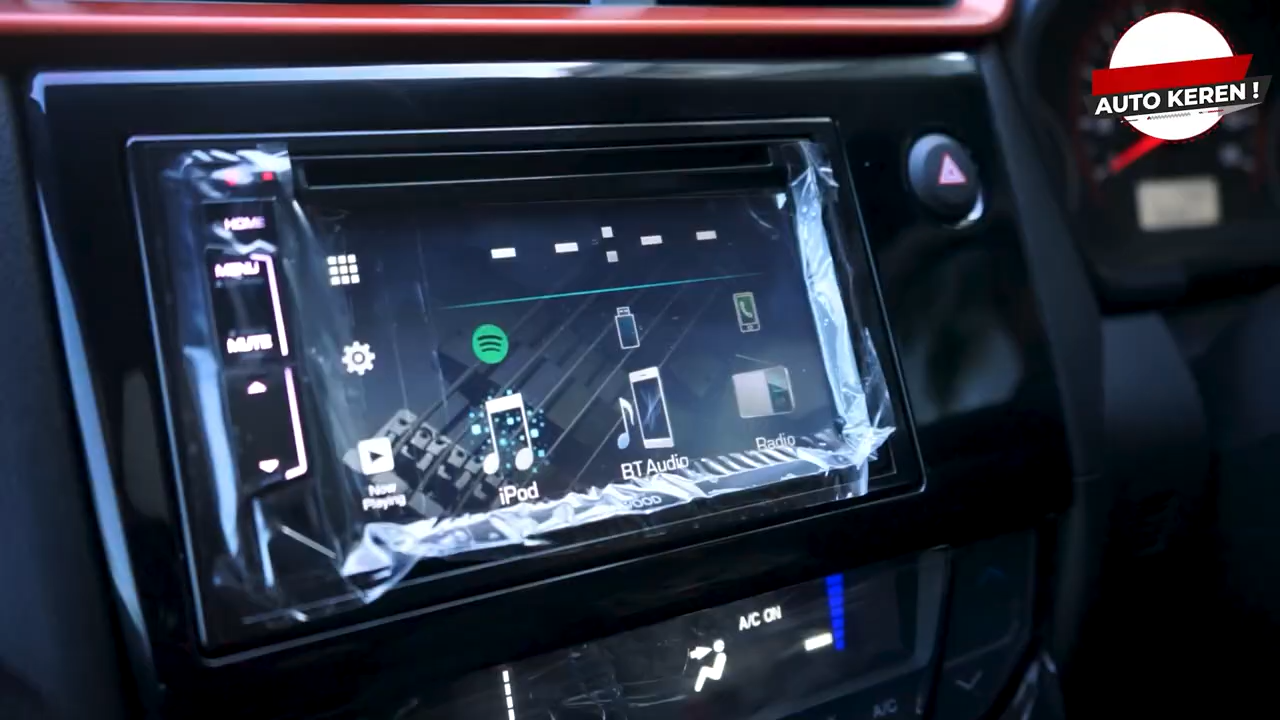 AUTO KEREN !
HOME
MENU
MUTE
-- : --
Now
Playing
iPod
BT Audio
Radio
A/C ON
A/C